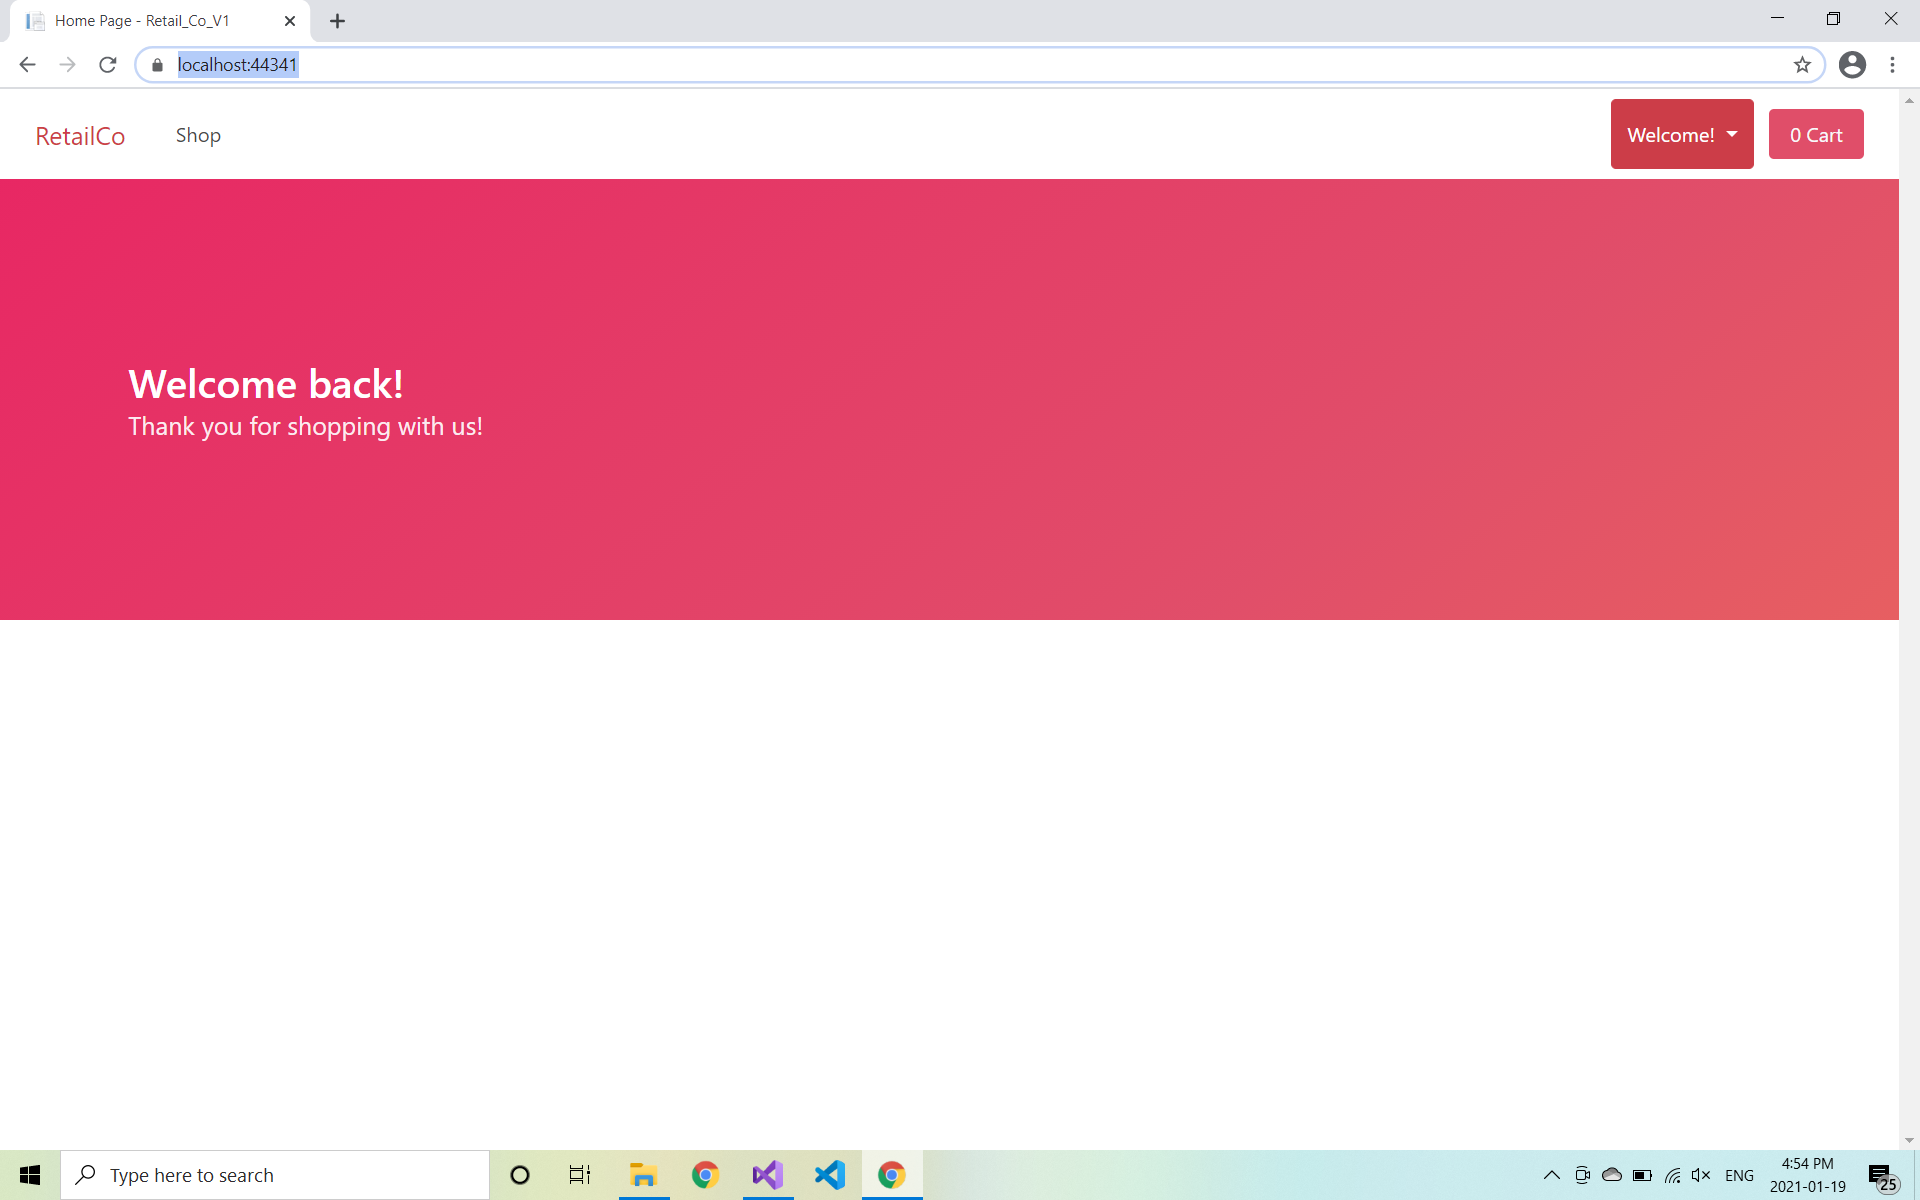 Home Page - Retail_Co_V1
localhost:44341
RetailCo Shop Welcome! 0 Cart
Welcome back!
Thank you for shopping with us!
Type here to search
ENG
4:54 PM
2021-01-19
25